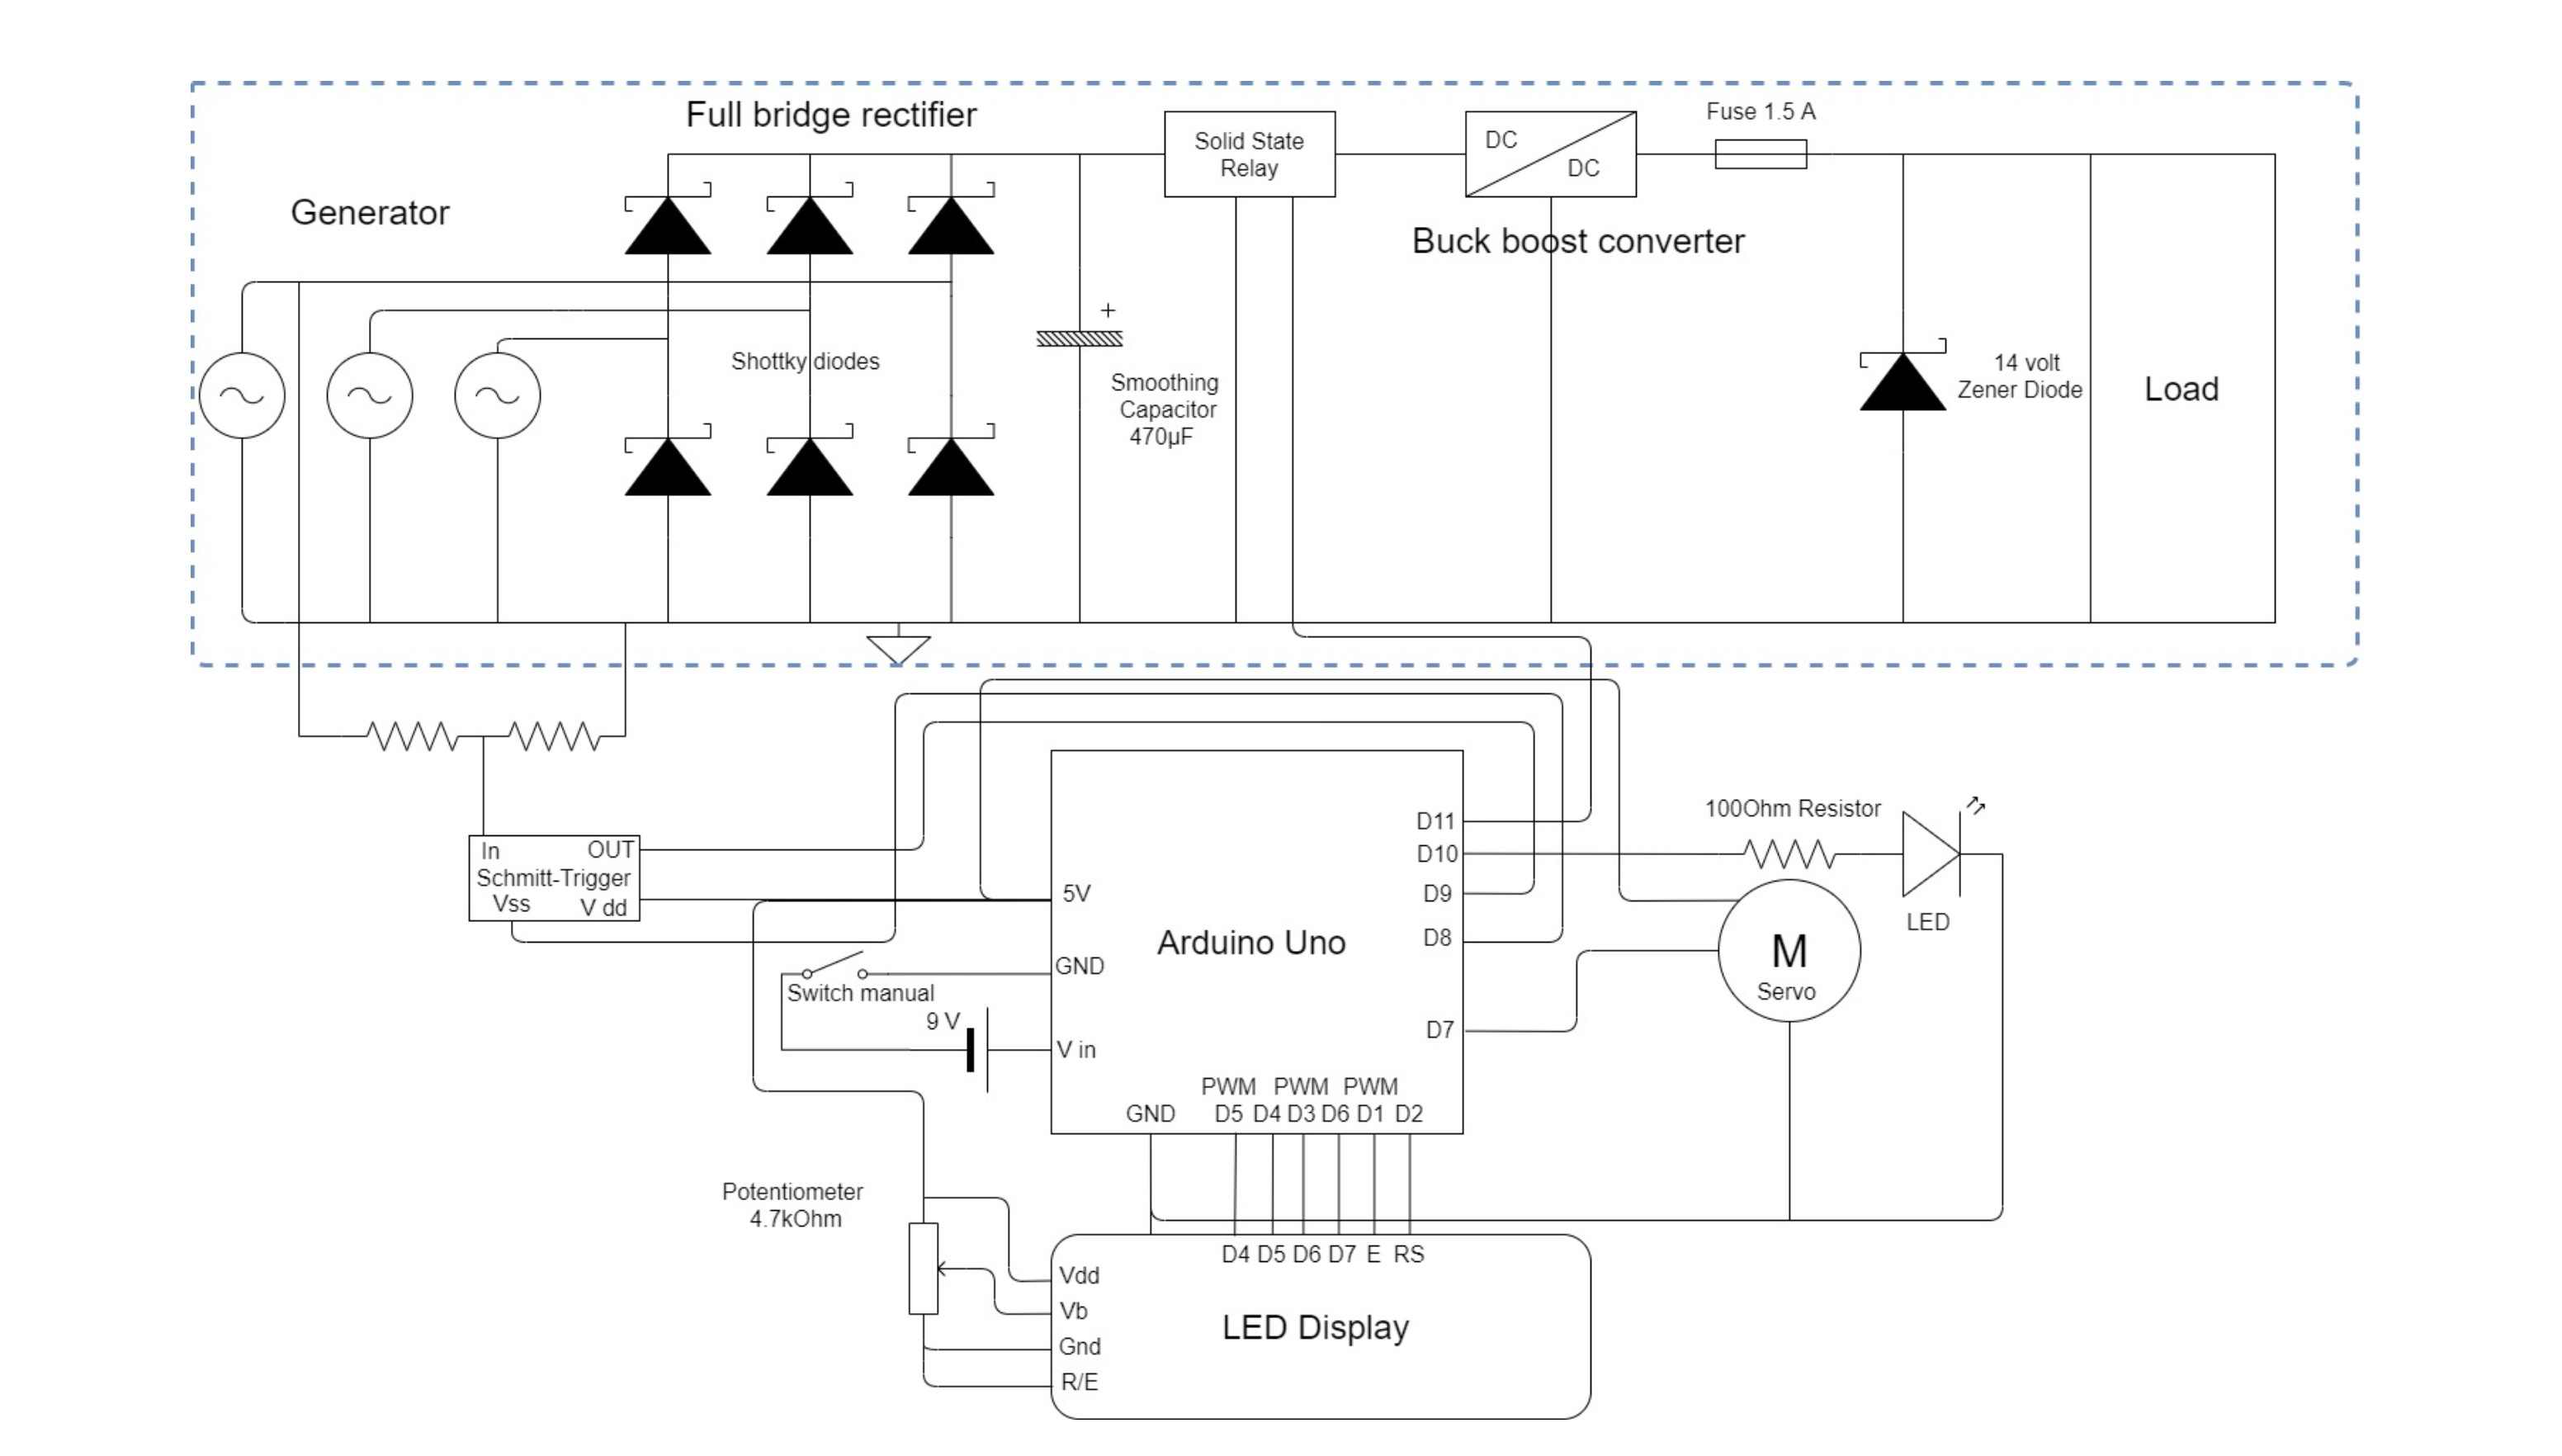 Full bridge rectifier
Generator
Solid State
Relay
DC
DC
Fuse 1.5 A
Buck boost converter
Shottky diodes
+
Smoothing
Capacitor
470μF
14 volt
Zener Diode
Load
In
OUT
Schmitt-Trigger
Vss
V dd
5V
GND
V in
Switch manual
9 V
Arduino Uno
D11
D10
D9
D8
D7
PWM PWM PWM
GND D5 D4 D3 D6 D1 D2
100Ohm Resistor
LED
M
Servo
Potentiometer
4.7kOhm
D4 D5 D6 D7 E RS
Vdd
Vb
Gnd
R/E
LED Display